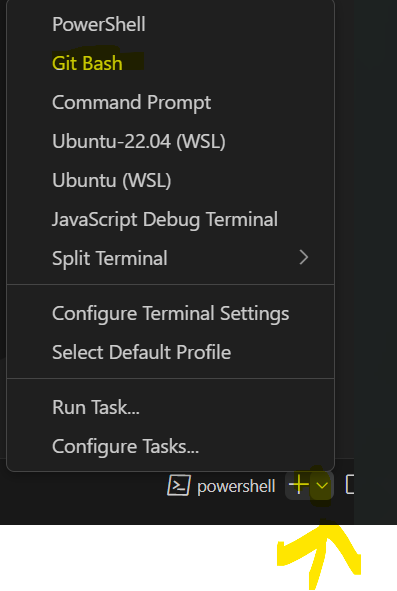 PowerShell
Git Bash
Command Prompt
Ubuntu-22.04 (WSL)
Ubuntu (WSL)
JavaScript Debug Terminal
Split Terminal
Configure Terminal Settings
Select Default Profile
Run Task...
Configure Tasks...
powershell